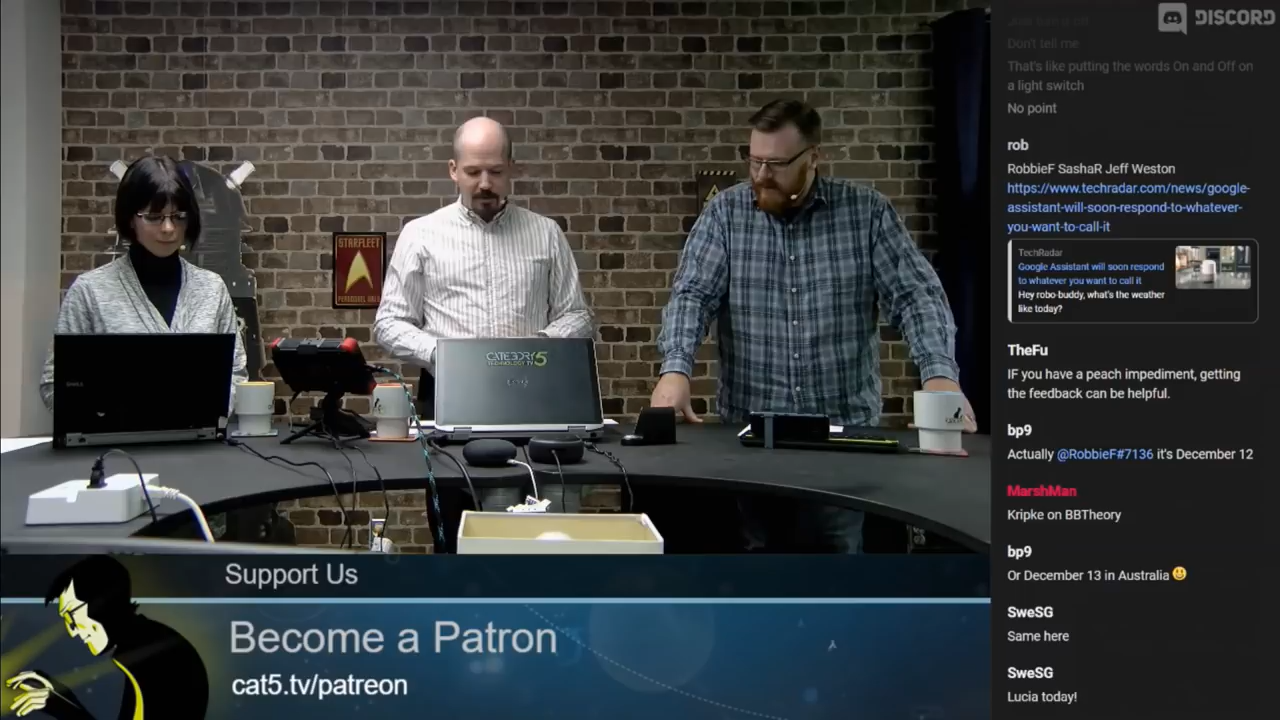 DISCORD
Don't tell me
That's like putting the words On and Off on
a light switch
No point
rob
RobbieF SashaR Jeff Weston
https://www.techradar.com/news/google-
assistant-will-soon-respond-to-whatever-
you-want-to-call-it
TechRadar
Google Assistant will soon respond
to whatever you want to call it
Hey robo-buddy, what's the weather
like today?
TheFu
IF you have a peach impediment, getting
the feedback can be helpful.
bp9
Actually @RobbieF#7136 it's December 12
MarshMan
Kripke on BBTheory
bp9
Or December 13 in Australia
SweSG
Same here
SweSG
Lucia today!
STARFLEET
DELL
CATEGORY5
TECHNOLOGY TV
Support Us
Become a Patron
cat5.tv/patreon